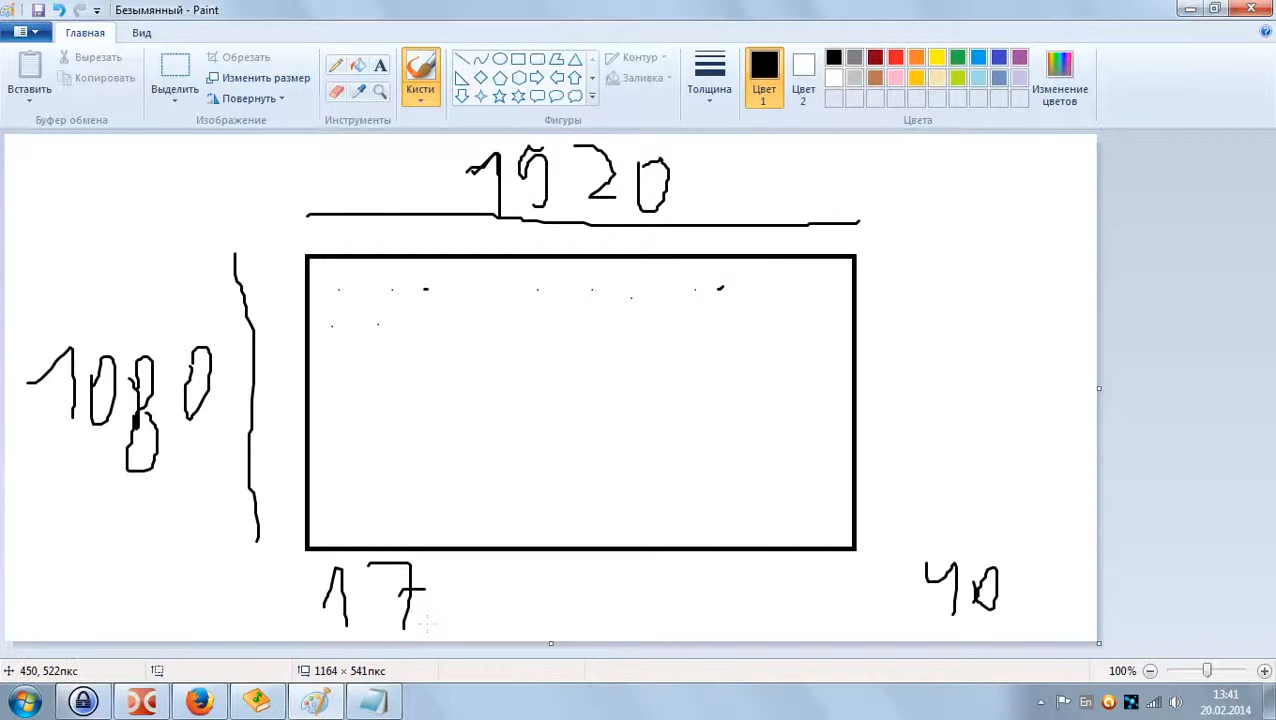 Безымянный - Paint
Главная Вид
Вставить
Вырезать
Копировать
Буфер обмена
Выделить
Обрезать
Изменить размер
Повернуть
Изображение
Инструменты
Кисти
Контур
Заливка
Фигуры
Толщина
Цвет 1
Цвет 2
Изменение цветов
Цвета
1920
1080
17
40
450, 522пкс
1164 × 541пкс
100%
EN
13:41
20.02.2014